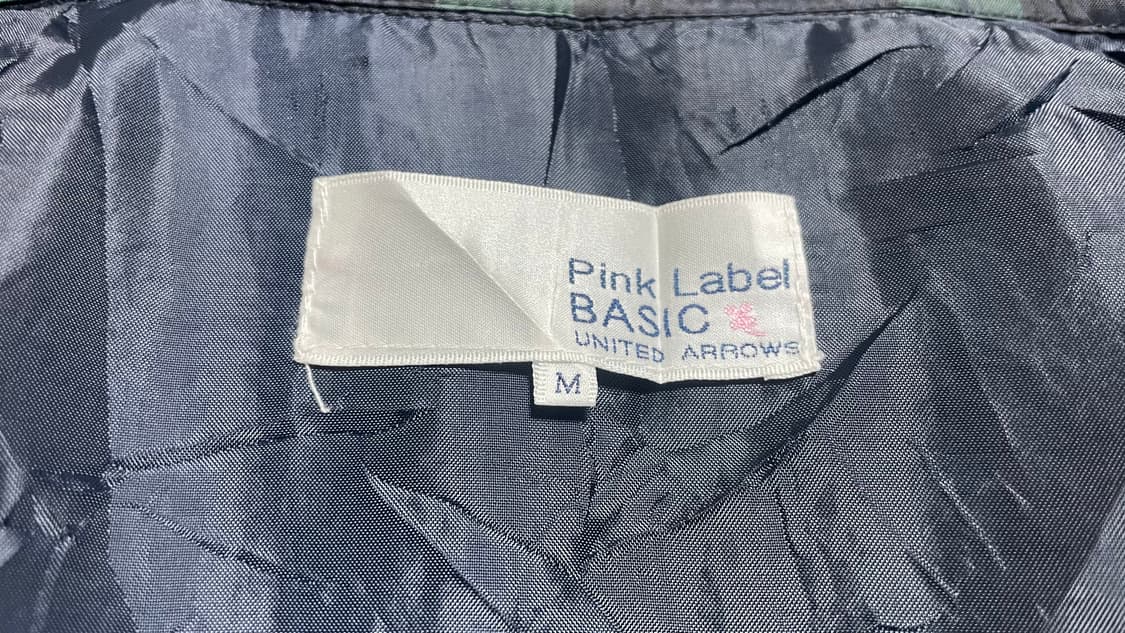 Pink Label
BASIC
UNITED ARROWS
M